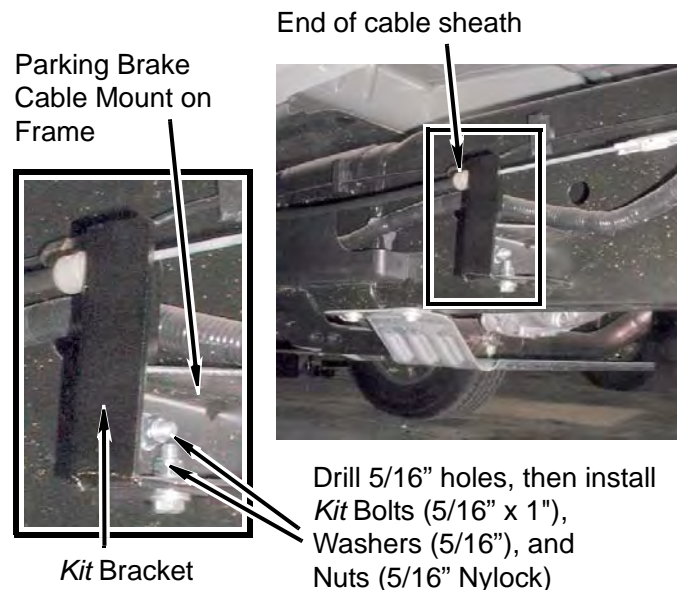 End of cable sheath
Parking Brake
Cable Mount on
Frame
Drill 5/16” holes, then install
Kit Bolts (5/16” x 1"),
Washers (5/16”), and
Nuts (5/16” Nylock)
Kit Bracket